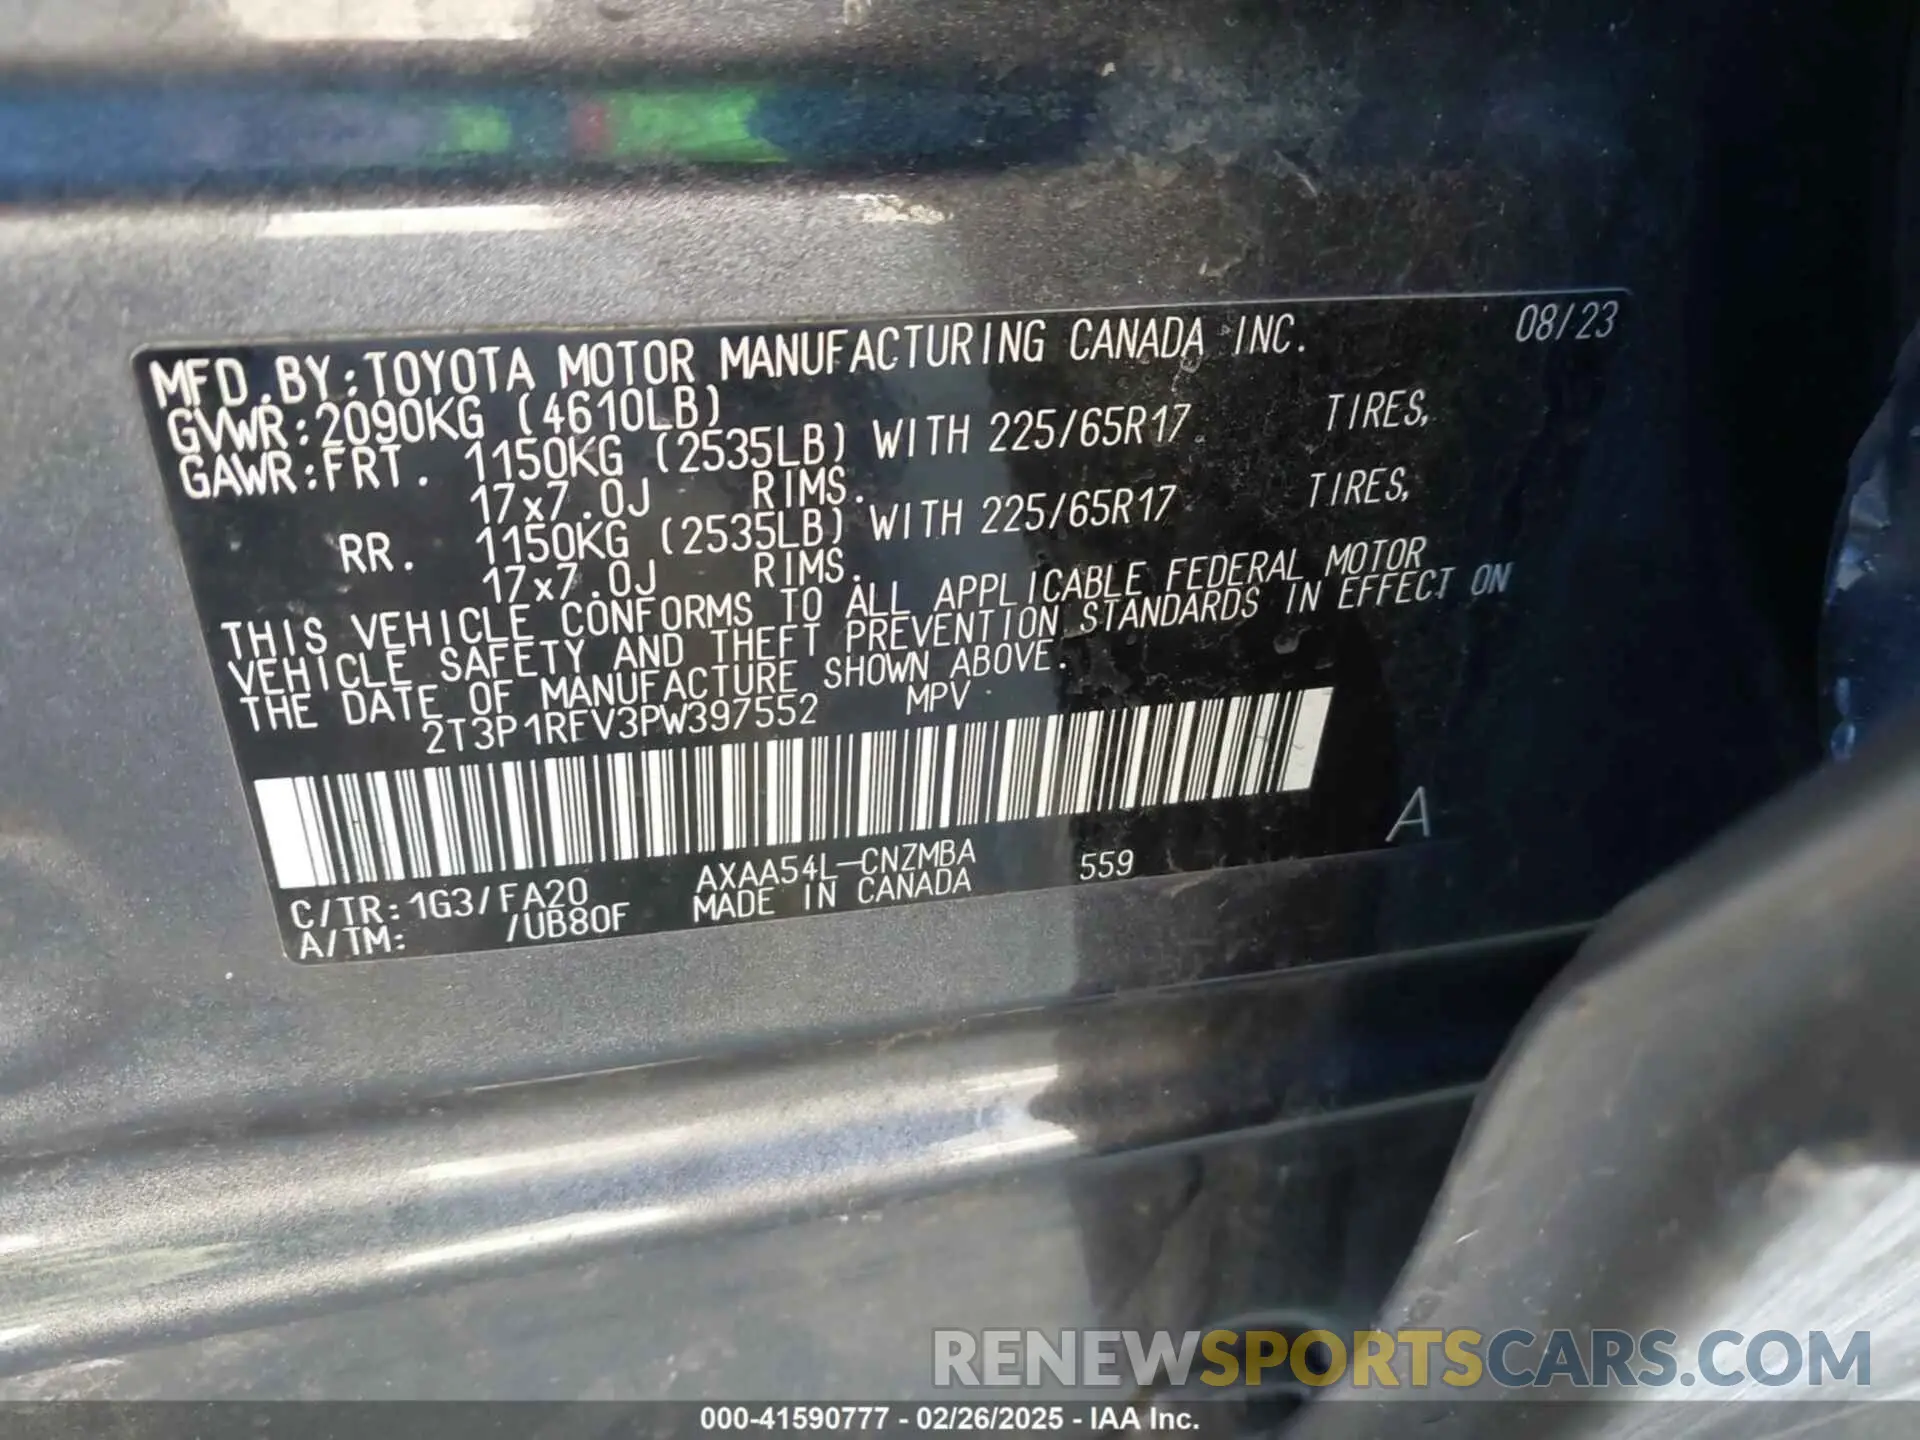 MFD.BY:TOYOTA MOTOR MANUFACTURING CANADA INC. 08/23
GVWR:2090KG (4610LB)
GAWR:FRT. 1150KG (2535LB) WITH 225/65R17 TIRES,
17x7.0J RIMS.
RR. 1150KG (2535LB) WITH 225/65R17 TIRES,
17x7.0J RIMS.
THIS VEHICLE CONFORMS TO ALL APPLICABLE FEDERAL MOTOR
VEHICLE SAFETY AND THEFT PREVENTION STANDARDS IN EFFECT ON
THE DATE OF MANUFACTURE SHOWN ABOVE.
2T3P1RFV3PW397552 MPV
A
C/TR:1G3/FA20 AXAA54L-CNZMBA 559
A/TM: /UB80F MADE IN CANADA
RENEWSPORTSCARS.COM
000-41590777 - 02/26/2025 - IAA Inc.